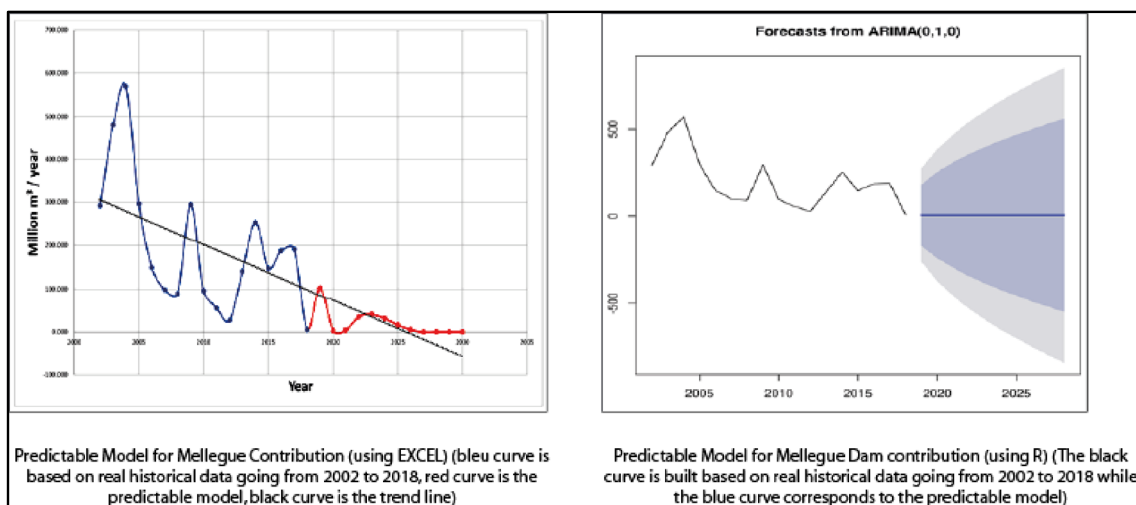 700.000
600.000
500.000
400.000
300.000
200.000
100.000
0.000
-100.000
2000
2005
2010
2015
2020
2025
2030
2035
Million m³ / year
Year
Predictable Model for Mellegue Contribution (using EXCEL) (bleu curve is
based on real historical data going from 2002 to 2018, red curve is the
predictable model, black curve is the trend line)
Forecasts from ARIMA(0,1,0)
500
0
-500
2005
2010
2015
2020
2025
Predictable Model for Mellegue Dam contribution (using R) (The black
curve is built based on real historical data going from 2002 to 2018 while
the blue curve corresponds to the predictable model)